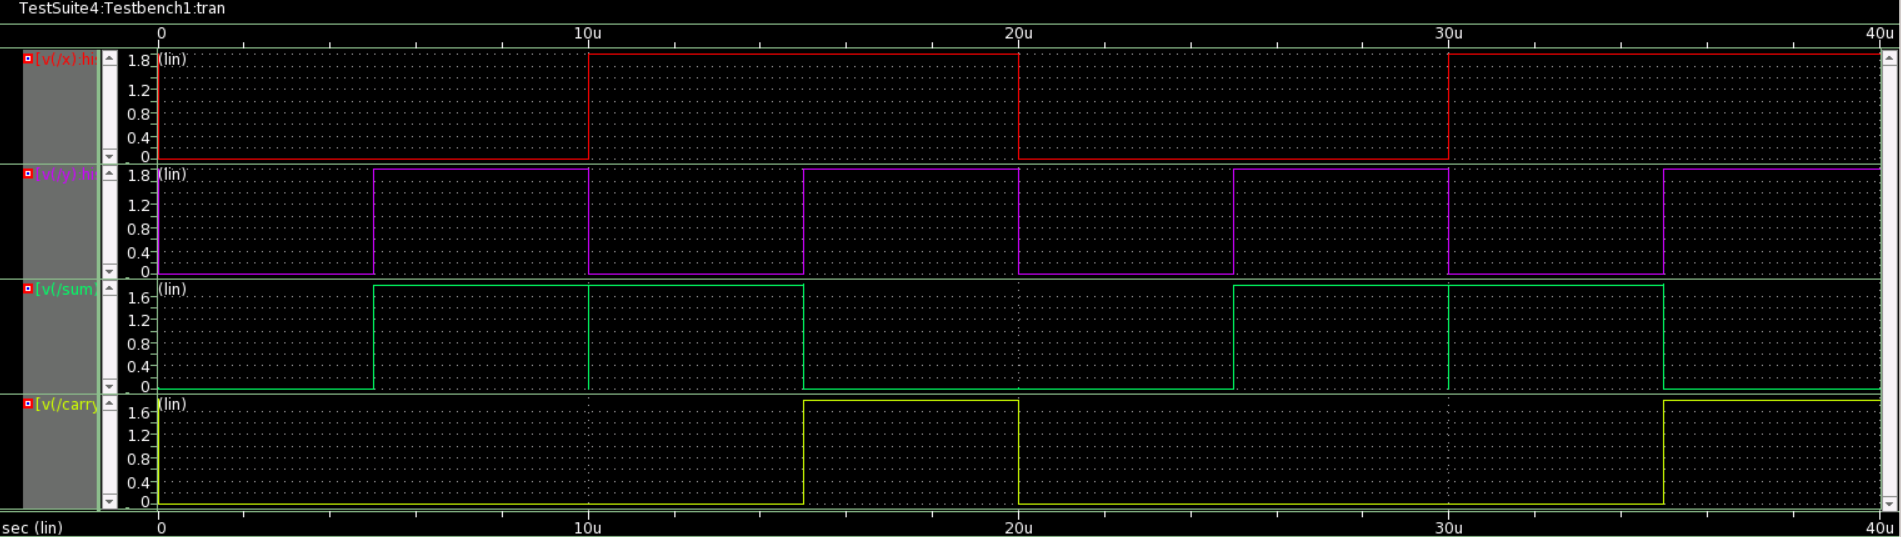 TestSuite4:Testbench1:tran
0 10u 20u 30u 40u
[v(/x) hi
1.8 (lin)
1.2
0.8
0.4
0
[v(/y) hi
1.8 (lin)
1.2
0.8
0.4
0
[v(/sum)
(lin)
1.6
1.2
0.8
0.4
0
[v(/carry
(lin)
1.6
1.2
0.8
0.4
0
sec (lin) 0 10u 20u 30u 40u